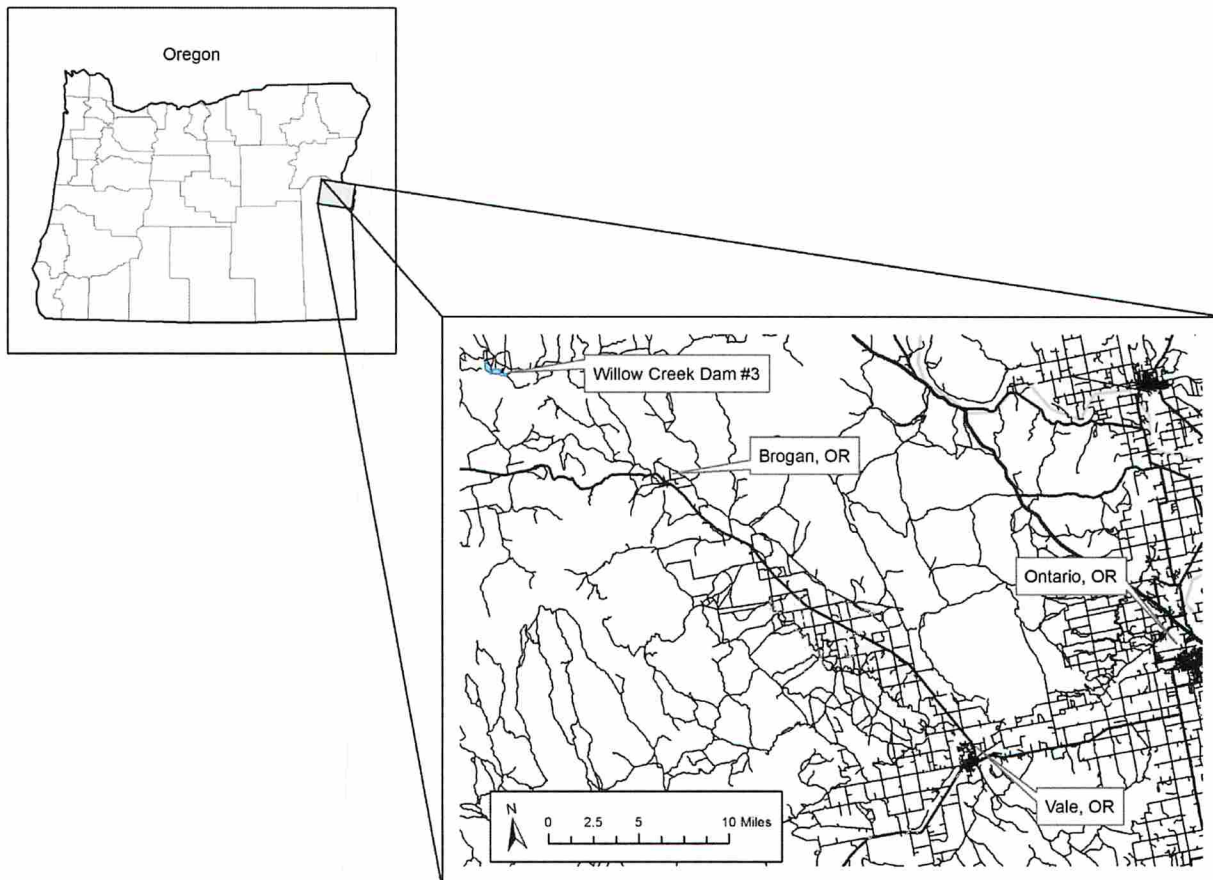 Oregon
Willow Creek Dam #3
Brogan, OR
Ontario, OR
Vale, OR
N
0 2.5 5 10 Miles